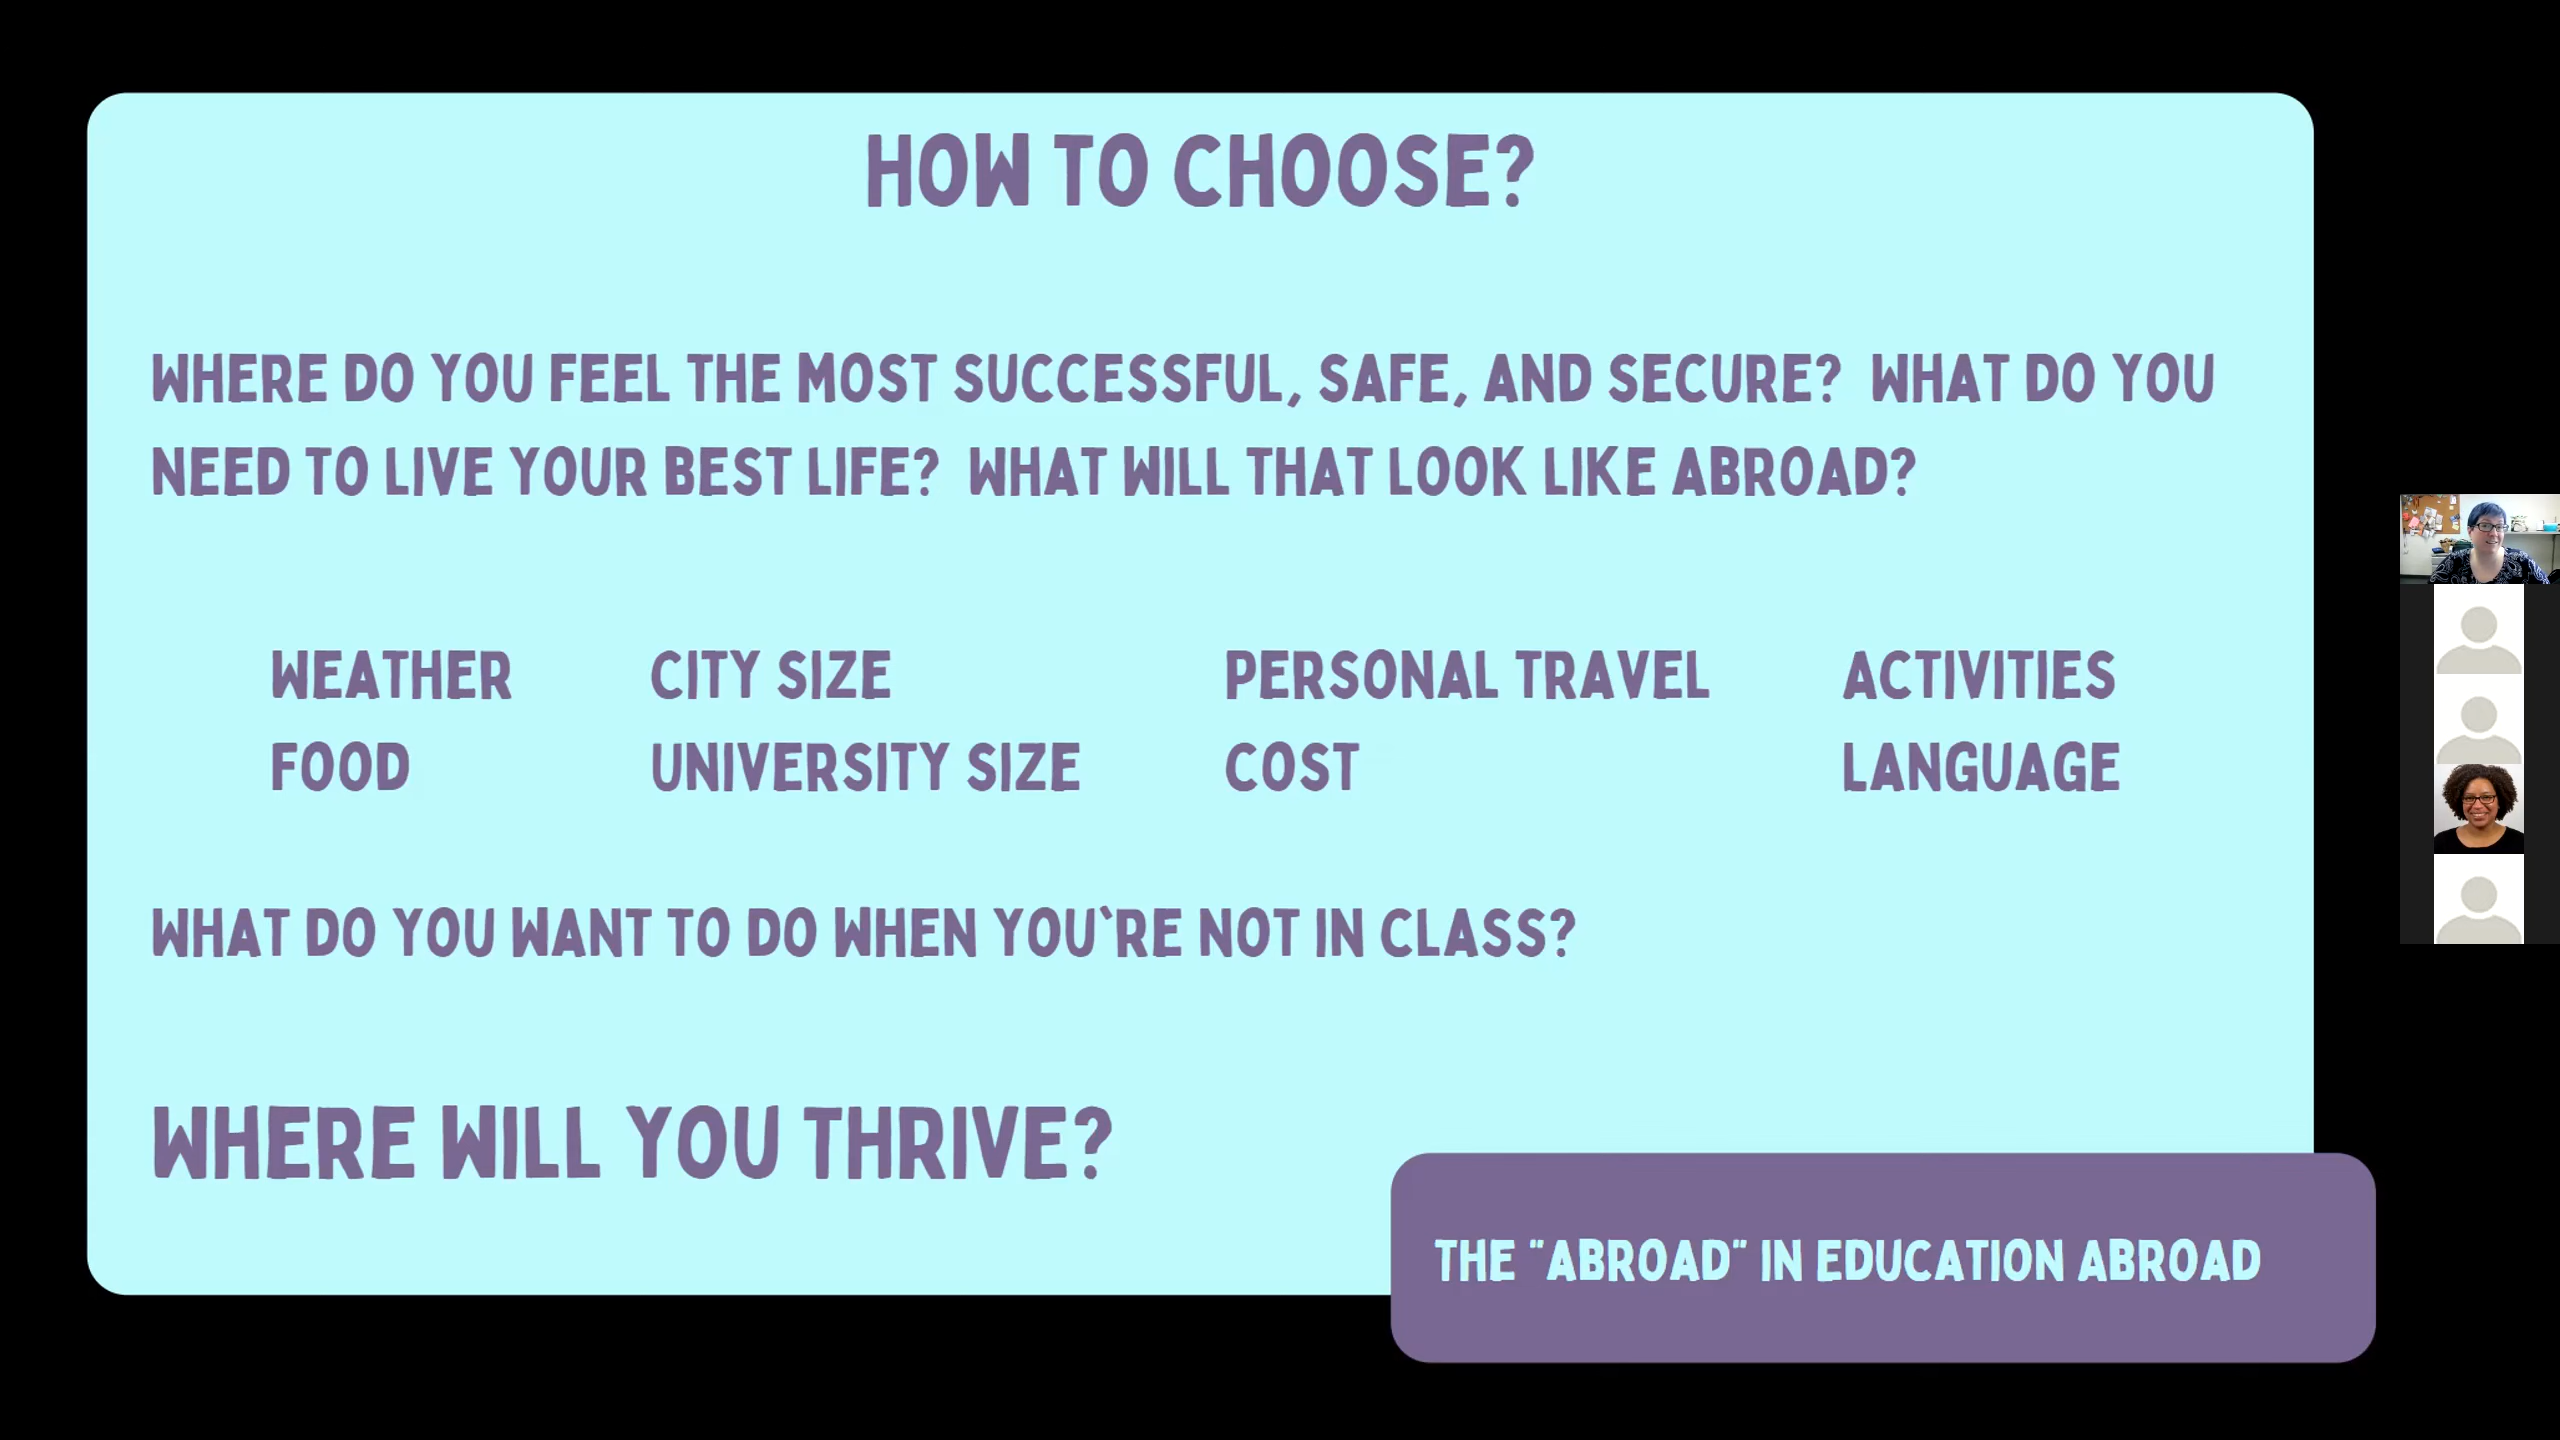 HOW TO CHOOSE?
WHERE DO YOU FEEL THE MOST SUCCESSFUL, SAFE, AND SECURE? WHAT DO YOU
NEED TO LIVE YOUR BEST LIFE? WHAT WILL THAT LOOK LIKE ABROAD?
WEATHER CITY SIZE PERSONAL TRAVEL ACTIVITIES
FOOD UNIVERSITY SIZE COST LANGUAGE
WHAT DO YOU WANT TO DO WHEN YOU`RE NOT IN CLASS?
WHERE WILL YOU THRIVE?
THE "ABROAD" IN EDUCATION ABROAD